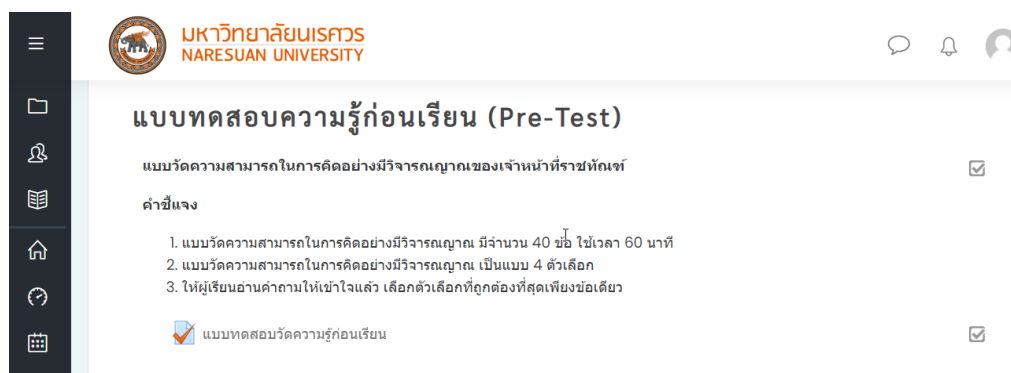 มหาวิทยาลัยนเรศวร
NARESUAN UNIVERSITY
แบบทดสอบความรู้ก่อนเรียน (Pre-Test)
แบบวัดความสามารถในการคิดอย่างมีวิจารณญาณของเจ้าหน้าที่ราชทัณฑ์
คำชี้แจง
1. แบบวัดความสามารถในการคิดอย่างมีวิจารณญาณ มีจำนวน 40 ข้อ ใช้เวลา 60 นาที
2. แบบวัดความสามารถในการคิดอย่างมีวิจารณญาณ เป็นแบบ 4 ตัวเลือก
3. ให้ผู้เรียนอ่านคำถามให้เข้าใจแล้ว เลือกตัวเลือกที่ถูกต้องที่สุดเพียงข้อเดียว
แบบทดสอบวัดความรู้ก่อนเรียน